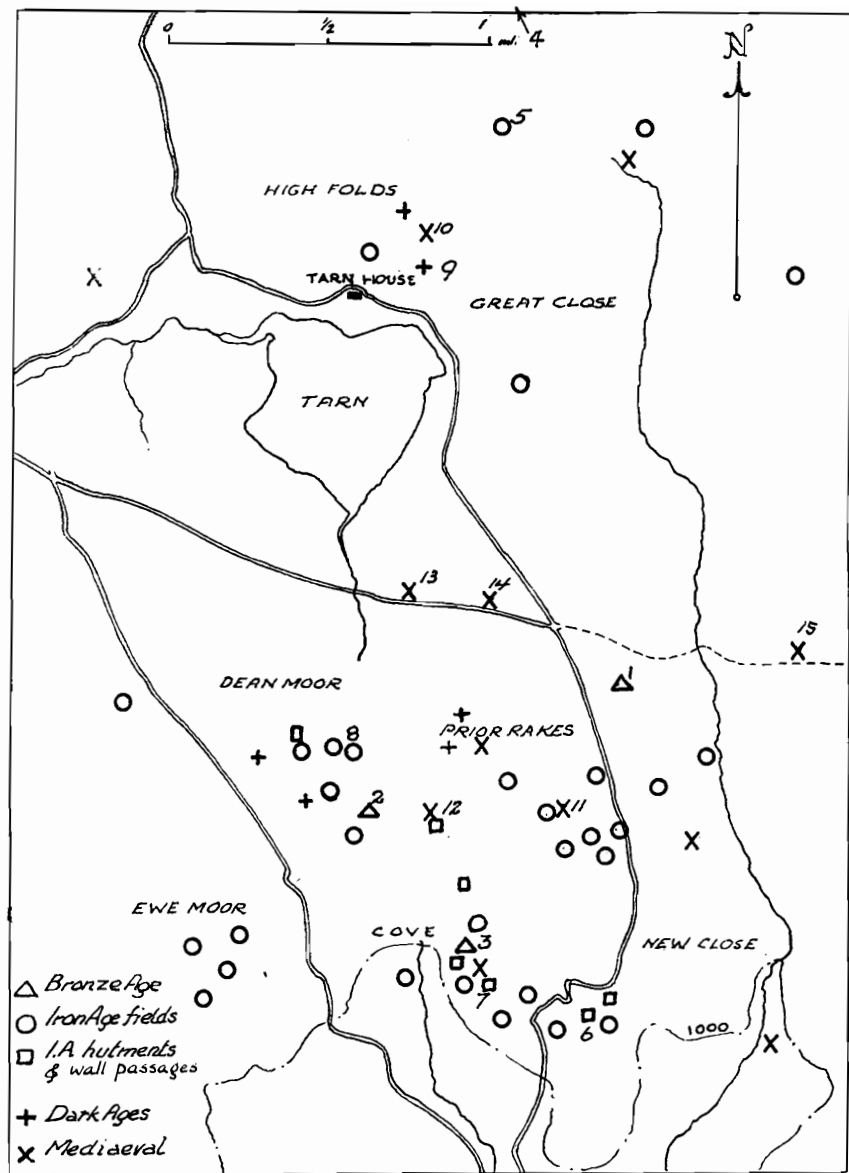 0 1/2 1
ml. 4
N
5
HIGH FOLDS
10
TARN HOUSE 9
GREAT CLOSE
TARN
13
14
15
1
DEAN MOOR
PRIOR RAKES
8
2
12
11
EWE MOOR
COVE
3
NEW CLOSE
7
6
1000
Bronze Age
Iron Age fields
I.A hutments
& wall passages
Dark Ages
Mediaeval